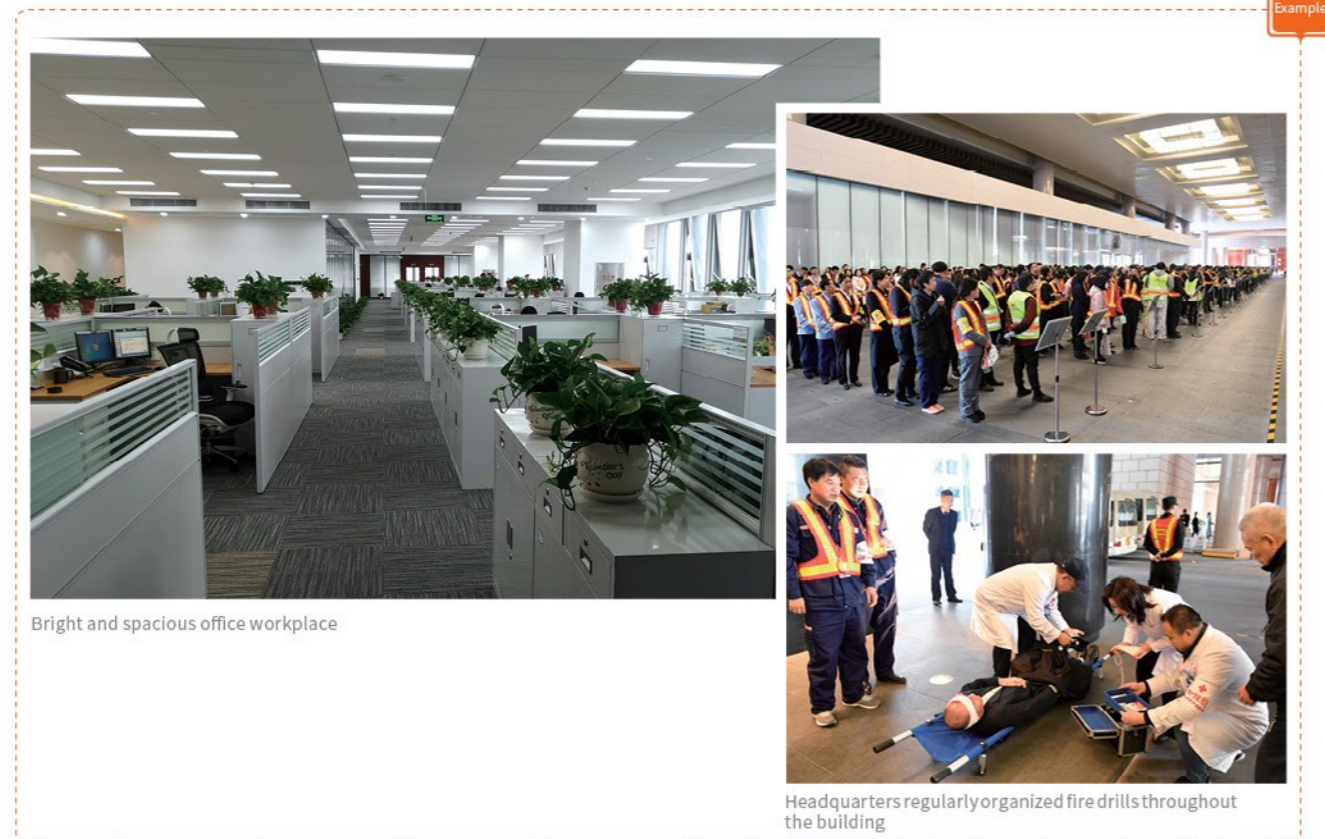 Example
Bright and spacious office workplace
Headquarters regularly organized fire drills throughout
the building